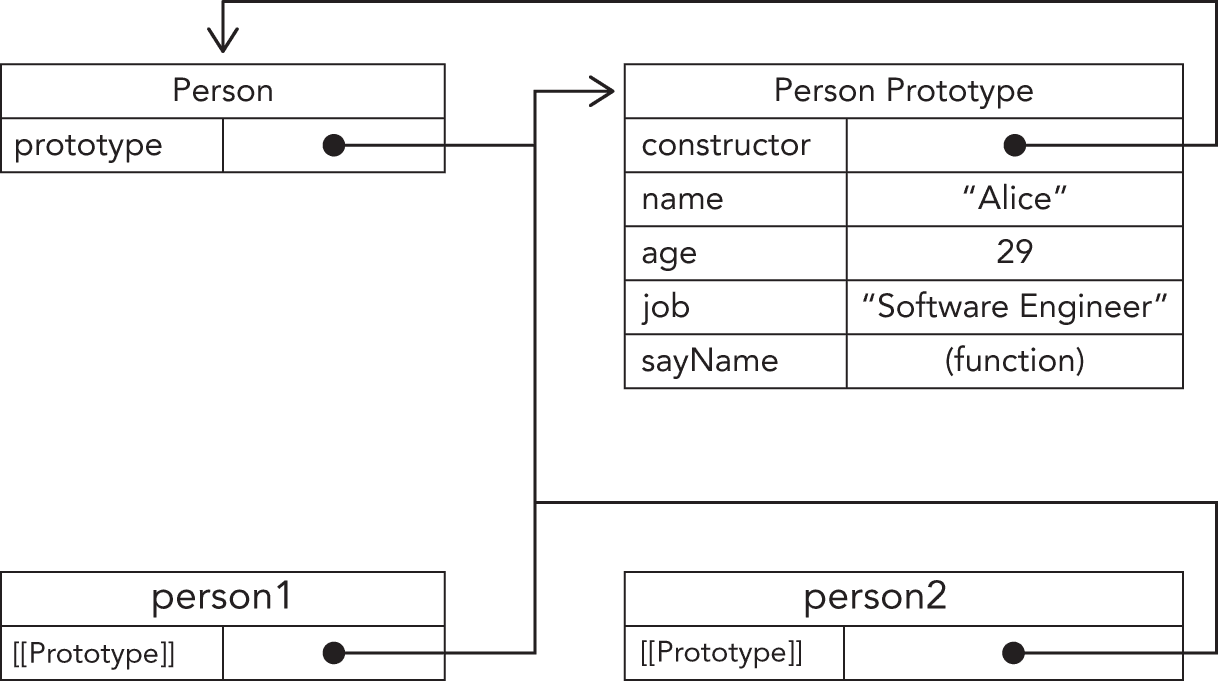 Person
prototype
Person Prototype
constructor
name “Alice”
age 29
job “Software Engineer”
sayName (function)
person1
[[Prototype]]
person2
[[Prototype]]